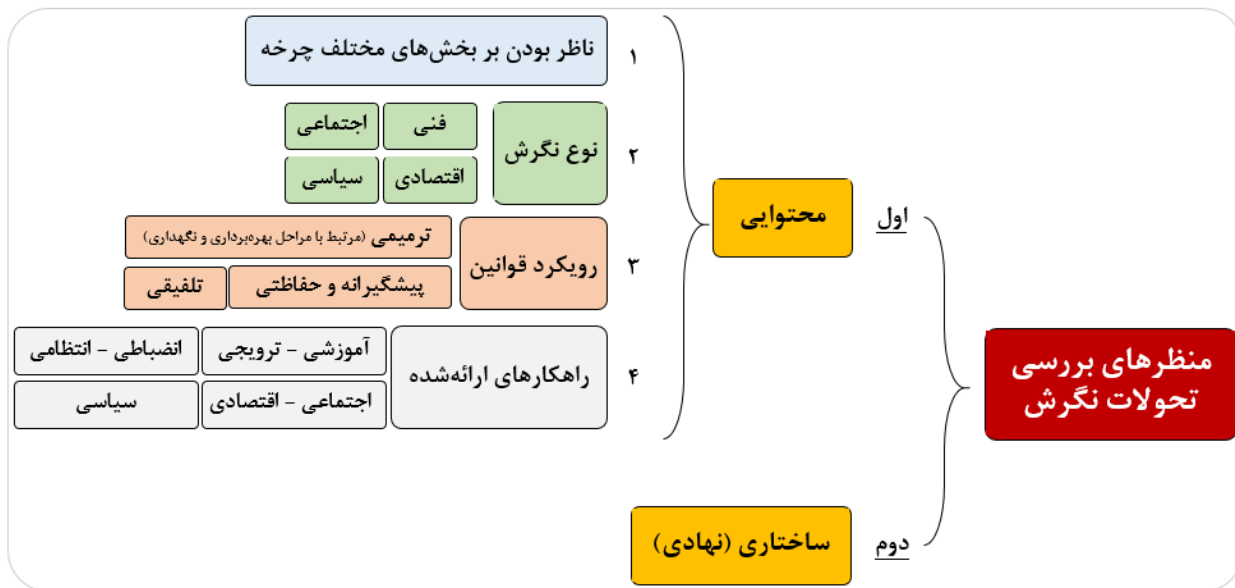 منظرهای بررسی
تحولات نگرش
اول
محتوایی
۱
ناظر بودن بر بخش‌های مختلف چرخه
۲
نوع نگرش
فنی
اجتماعی
اقتصادی
سیاسی
۳
رویکرد قوانین
ترمیمی (مرتبط با مراحل بهره‌برداری و نگهداری)
پیشگیرانه و حفاظتی
تلفیقی
۴
راهکارهای ارائه‌شده
آموزشی - ترویجی
انضباطی - انتظامی
اجتماعی - اقتصادی
سیاسی
دوم
ساختاری (نهادی)